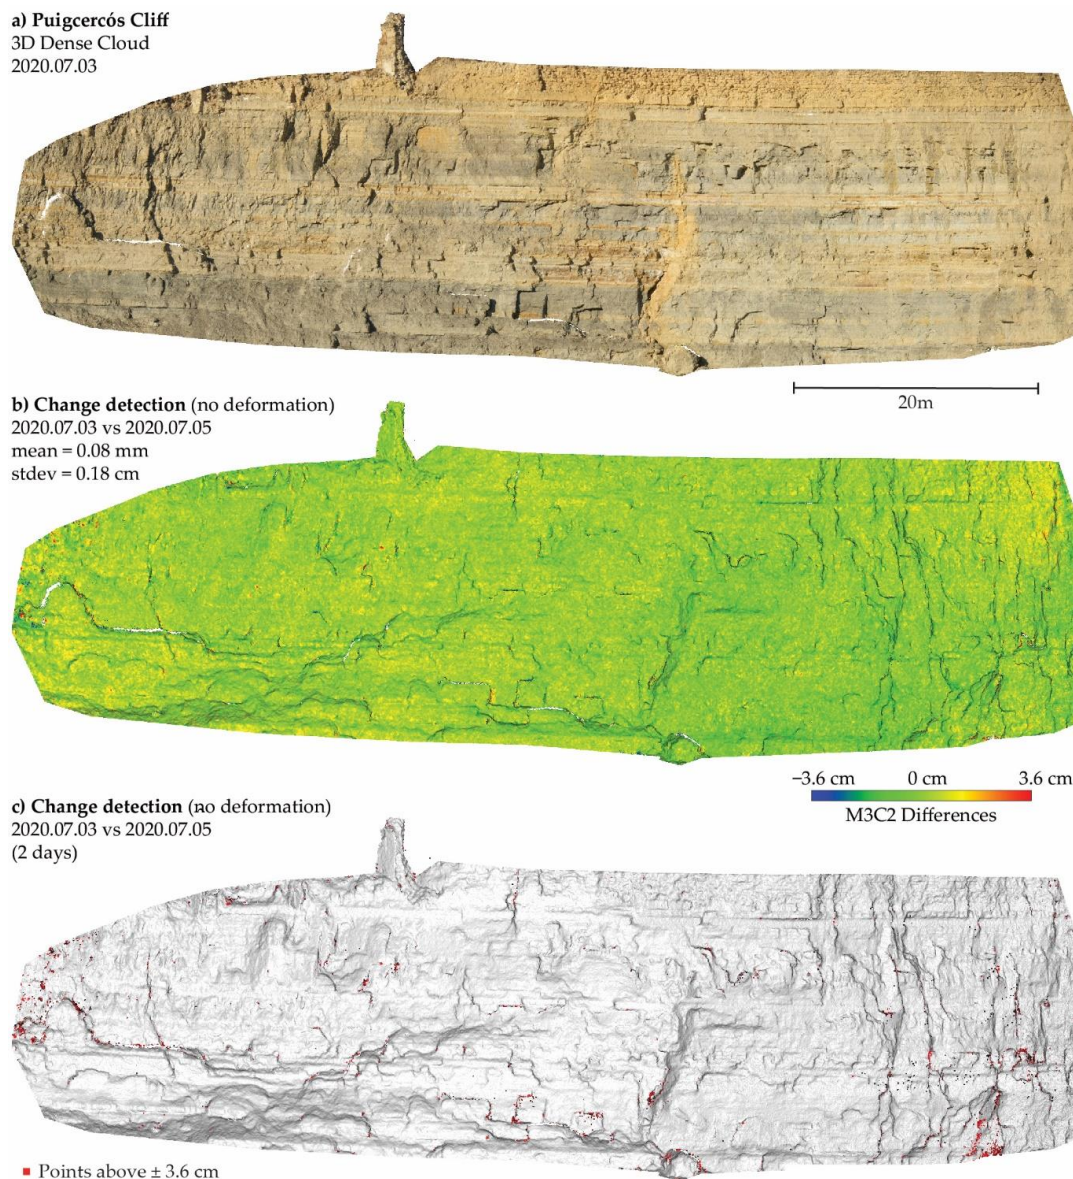 a) Puigcercós Cliff
3D Dense Cloud
2020.07.03
20m
b) Change detection (no deformation)
2020.07.03 vs 2020.07.05
mean = 0.08 mm
stdev = 0.18 cm
−3.6 cm 0 cm 3.6 cm
M3C2 Differences
c) Change detection (no deformation)
2020.07.03 vs 2020.07.05
(2 days)
Points above ± 3.6 cm